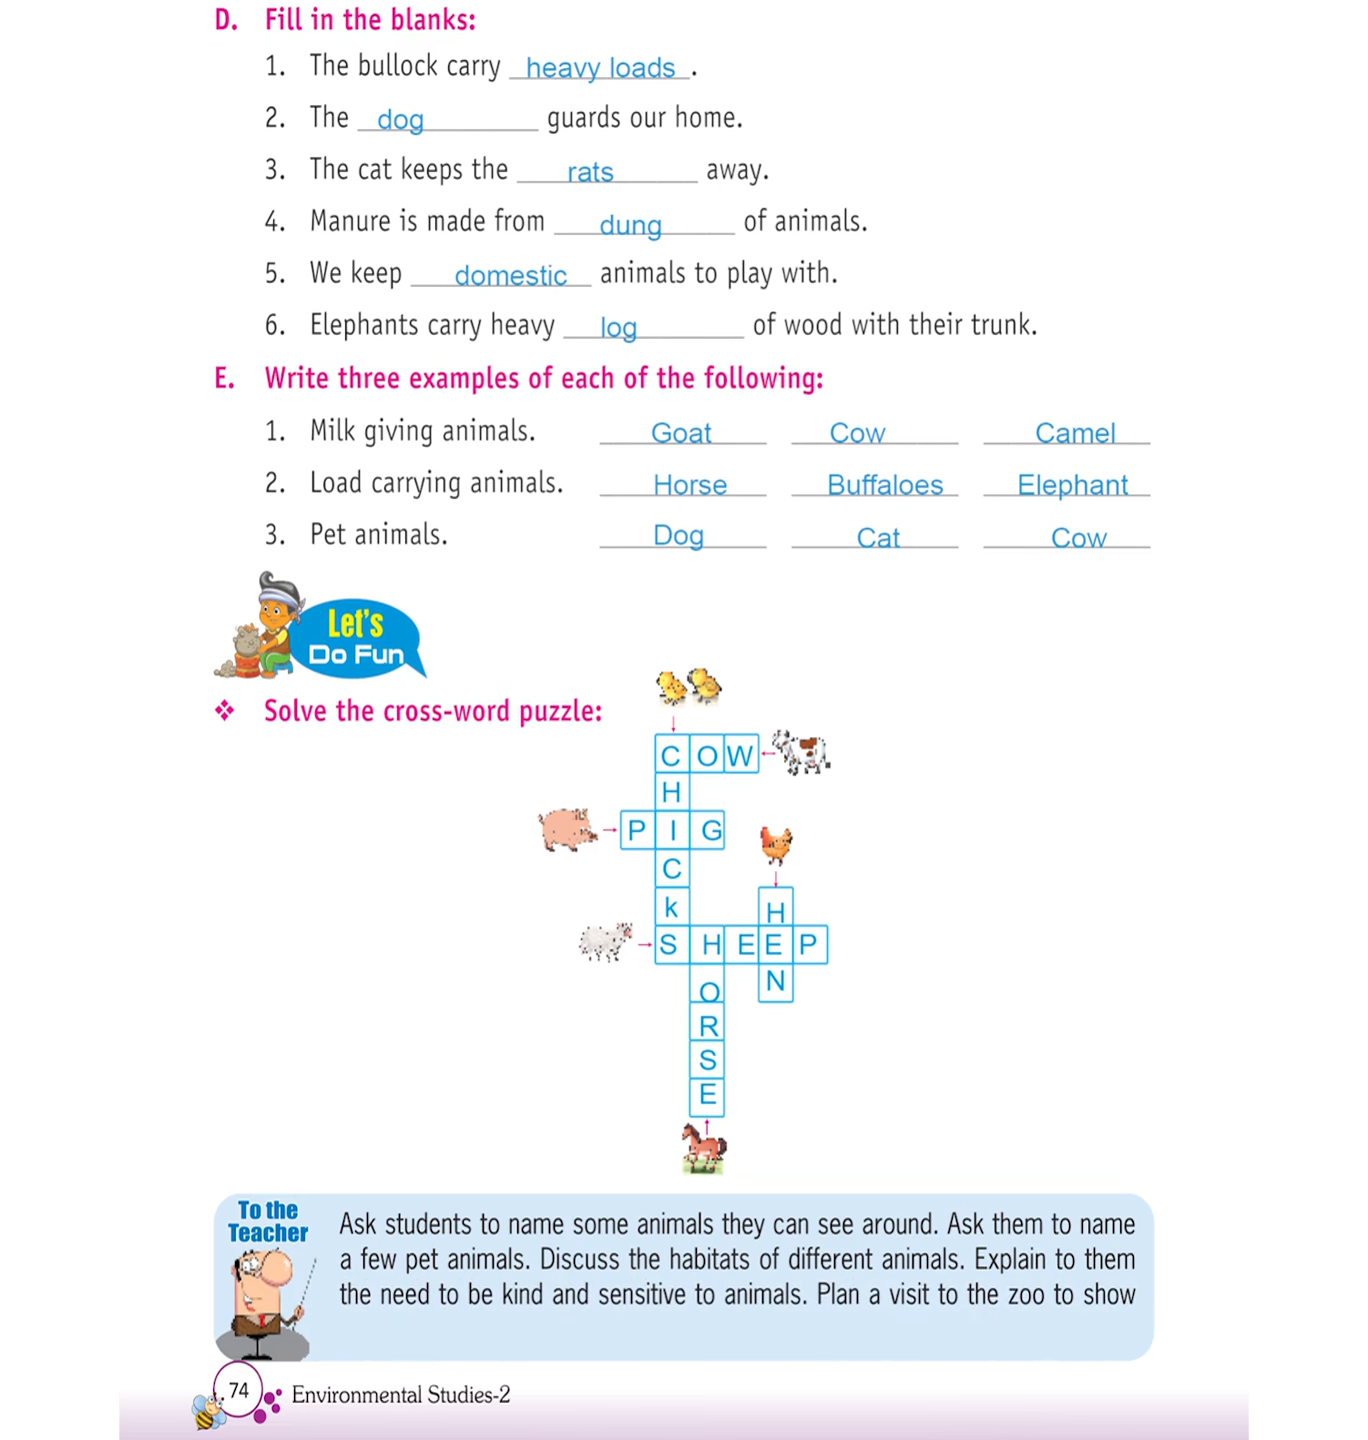 D. Fill in the blanks:
1. The bullock carry heavy loads.
2. The dog guards our home.
3. The cat keeps the rats away.
4. Manure is made from dung of animals.
5. We keep domestic animals to play with.
6. Elephants carry heavy log of wood with their trunk.
E. Write three examples of each of the following:
1. Milk giving animals. Goat Cow Camel
2. Load carrying animals. Horse Buffaloes Elephant
3. Pet animals. Dog Cat Cow
Let's
Do Fun
❖ Solve the cross-word puzzle:
C O W
H
P I G
C
k H
S H E E P
N
O
R
S
E
To the
Teacher
Ask students to name some animals they can see around. Ask them to name
a few pet animals. Discuss the habitats of different animals. Explain to them
the need to be kind and sensitive to animals. Plan a visit to the zoo to show
74 Environmental Studies-2